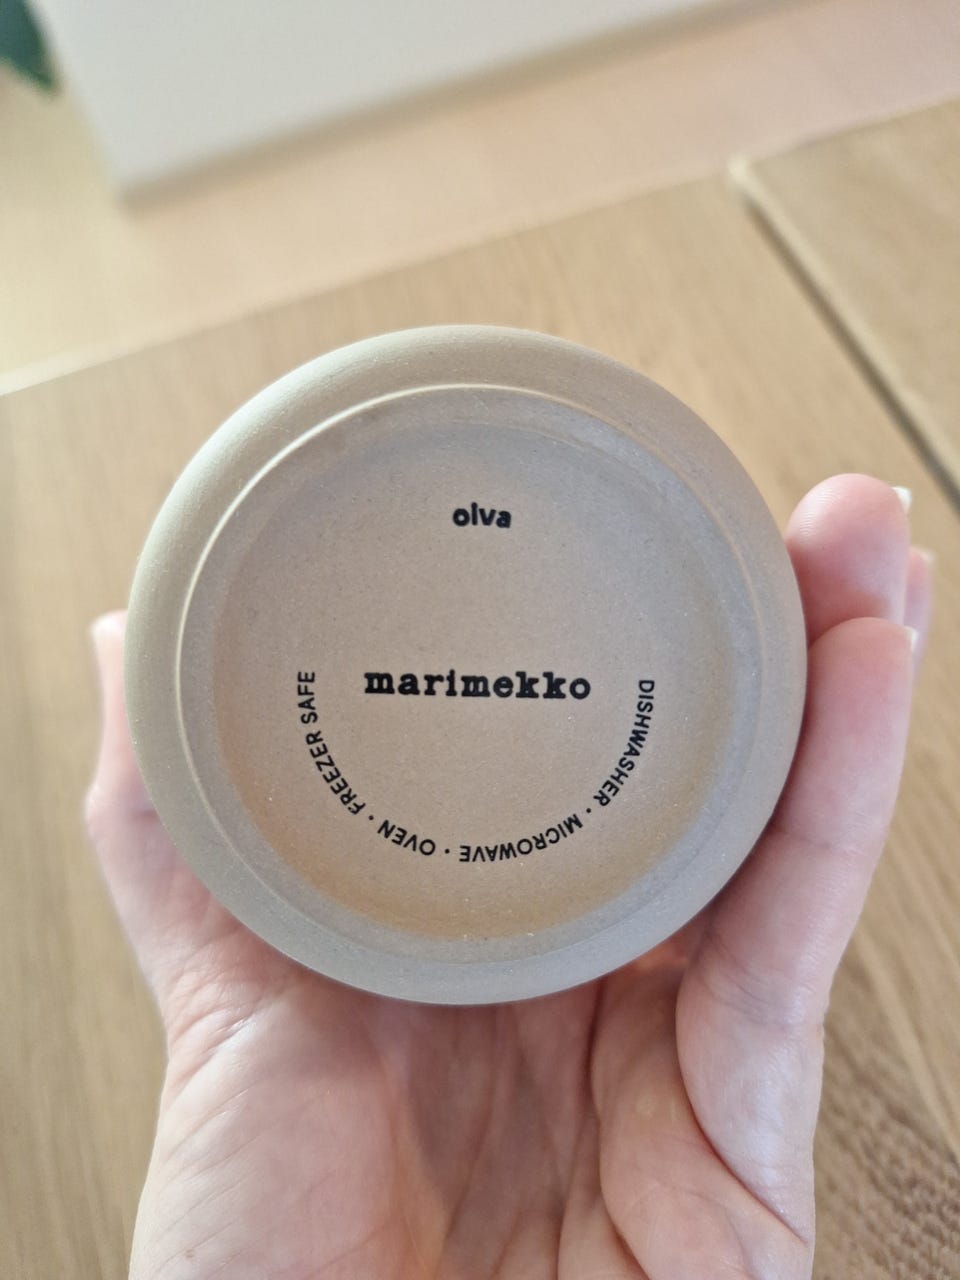 olva
marimekko
DISHWASHER · MICROWAVE · OVEN · FREEZER SAFE